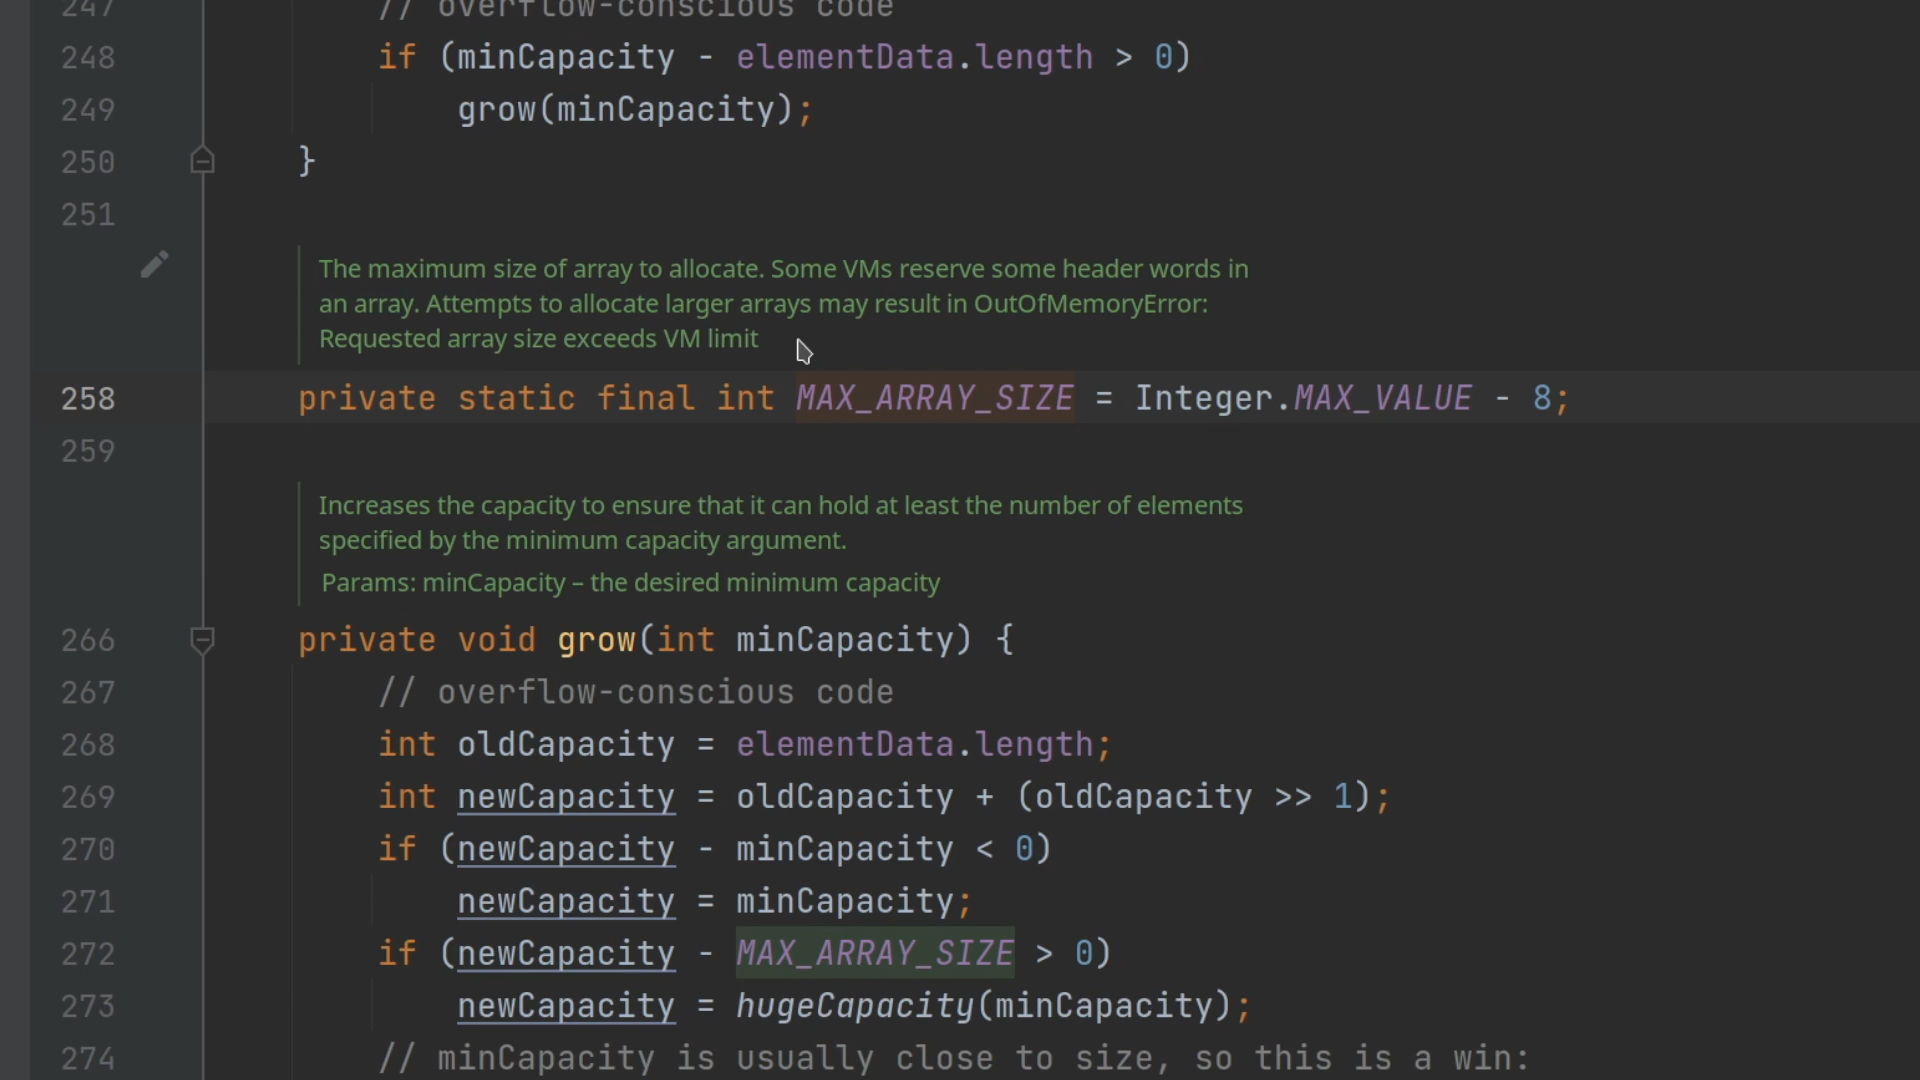 247 // overflow-conscious code
248 if (minCapacity - elementData.length > 0)
249 grow(minCapacity);
250 }
251
The maximum size of array to allocate. Some VMs reserve some header words in
an array. Attempts to allocate larger arrays may result in OutOfMemoryError:
Requested array size exceeds VM limit
258 private static final int MAX_ARRAY_SIZE = Integer.MAX_VALUE - 8;
259
Increases the capacity to ensure that it can hold at least the number of elements
specified by the minimum capacity argument.
Params: minCapacity – the desired minimum capacity
266 private void grow(int minCapacity) {
267 // overflow-conscious code
268 int oldCapacity = elementData.length;
269 int newCapacity = oldCapacity + (oldCapacity >> 1);
270 if (newCapacity - minCapacity < 0)
271 newCapacity = minCapacity;
272 if (newCapacity - MAX_ARRAY_SIZE > 0)
273 newCapacity = hugeCapacity(minCapacity);
274 // minCapacity is usually close to size, so this is a win: